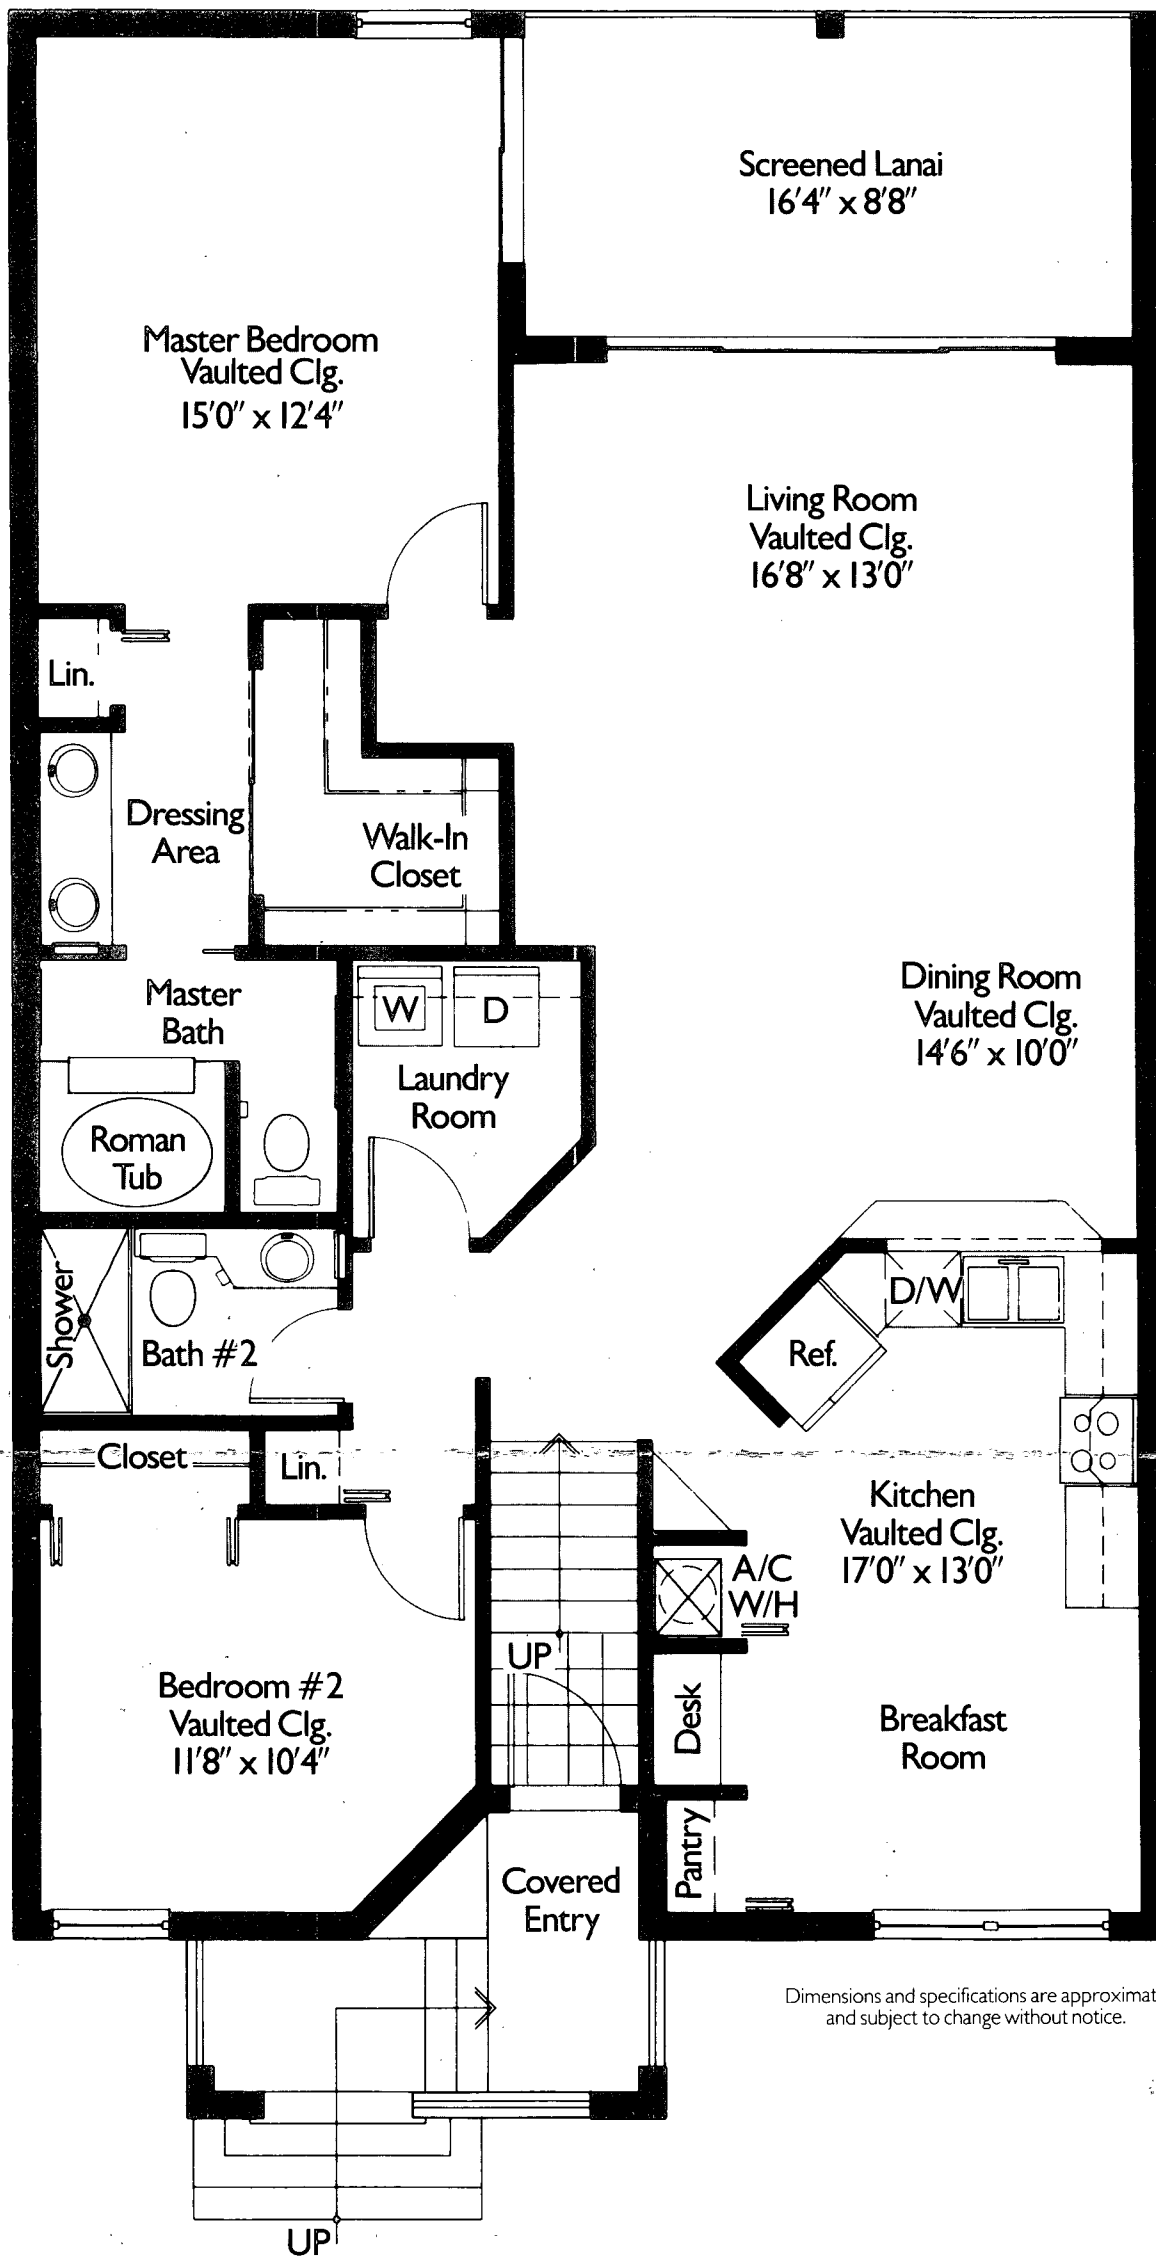 Screened Lanai
16'4" x 8'8"
Master Bedroom
Vaulted Clg.
15'0" x 12'4"
Living Room
Vaulted Clg.
16'8" x 13'0"
Lin.
Dressing
Area
Walk-In
Closet
Dining Room
Vaulted Clg.
14'6" x 10'0"
Master
Bath
W
D
Laundry
Room
Roman
Tub
Shower
Bath #2
D/W
Ref.
Closet
Lin.
Kitchen
Vaulted Clg.
17'0" x 13'0"
A/C
W/H
UP
Bedroom #2
Vaulted Clg.
11'8" x 10'4"
Desk
Breakfast
Room
Pantry
Covered
Entry
Dimensions and specifications are approximat
and subject to change without notice.
UP